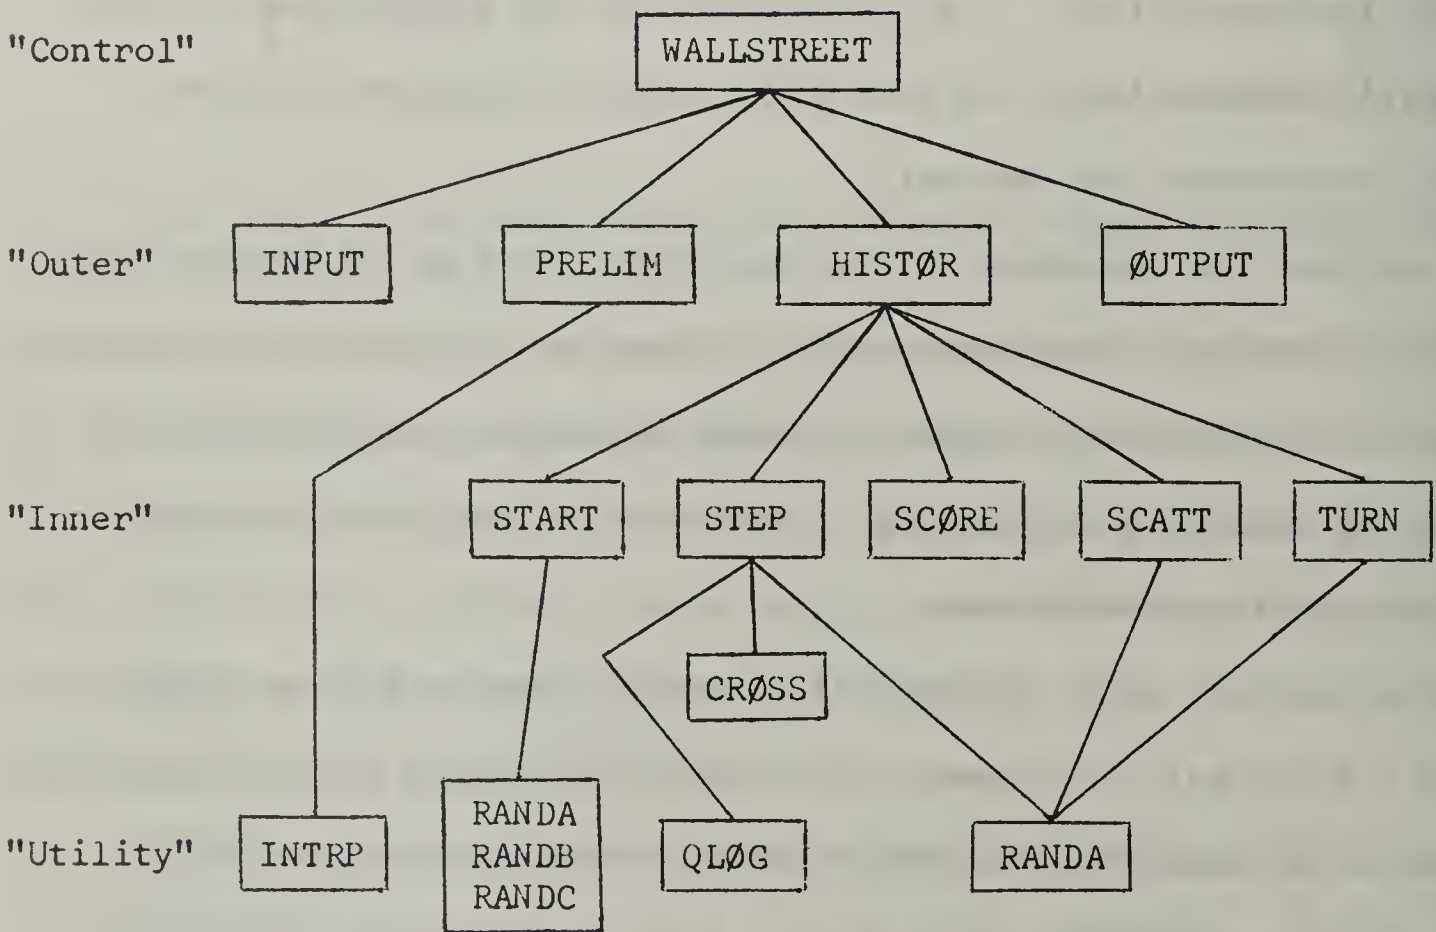 "Control" WALLSTREET
"Outer" INPUT PRELIM HISTØR ØUTPUT
"Inner" START STEP SCØRE SCATT TURN
CRØSS
RANDA
"Utility" INTRP RANDB QLØG RANDA
RANDC